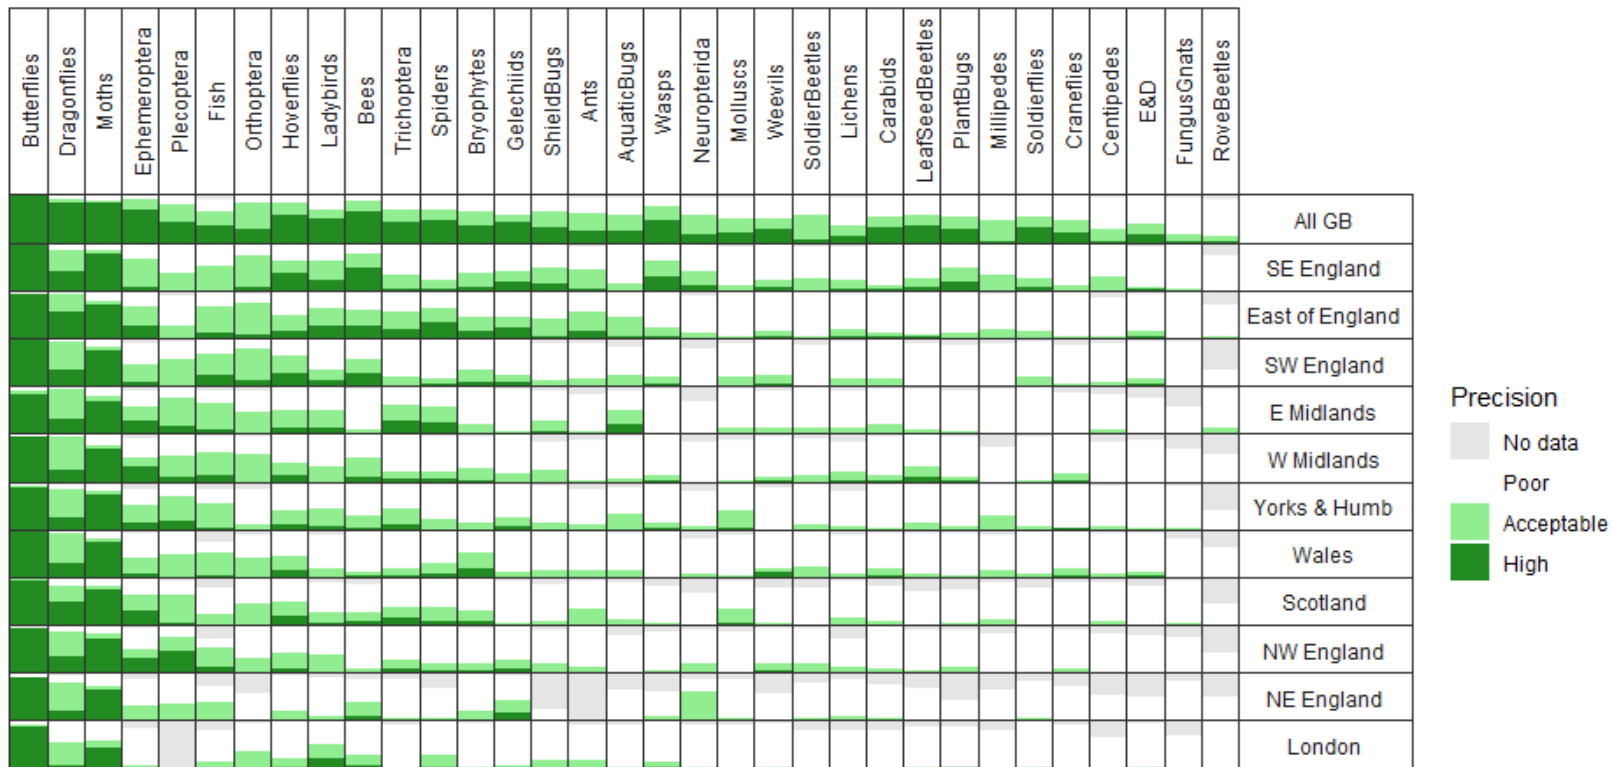 Butterflies
Dragonflies
Moths
Ephemeroptera
Plecoptera
Fish
Orthoptera
Hoverflies
Ladybirds
Bees
Trichoptera
Spiders
Bryophytes
Gelechiids
ShieldBugs
Ants
AquaticBugs
Wasps
Neuropterida
Molluscs
Weevils
SoldierBeetles
Lichens
Carabids
LeafSeedBeetles
PlantBugs
Millipedes
Soldierflies
Craneflies
Centipedes
E&D
FungusGnats
RoveBeetles
All GB
SE England
East of England
SW England
E Midlands
W Midlands
Yorks & Humb
Wales
Scotland
NW England
NE England
London
Precision
No data
Poor
Acceptable
High